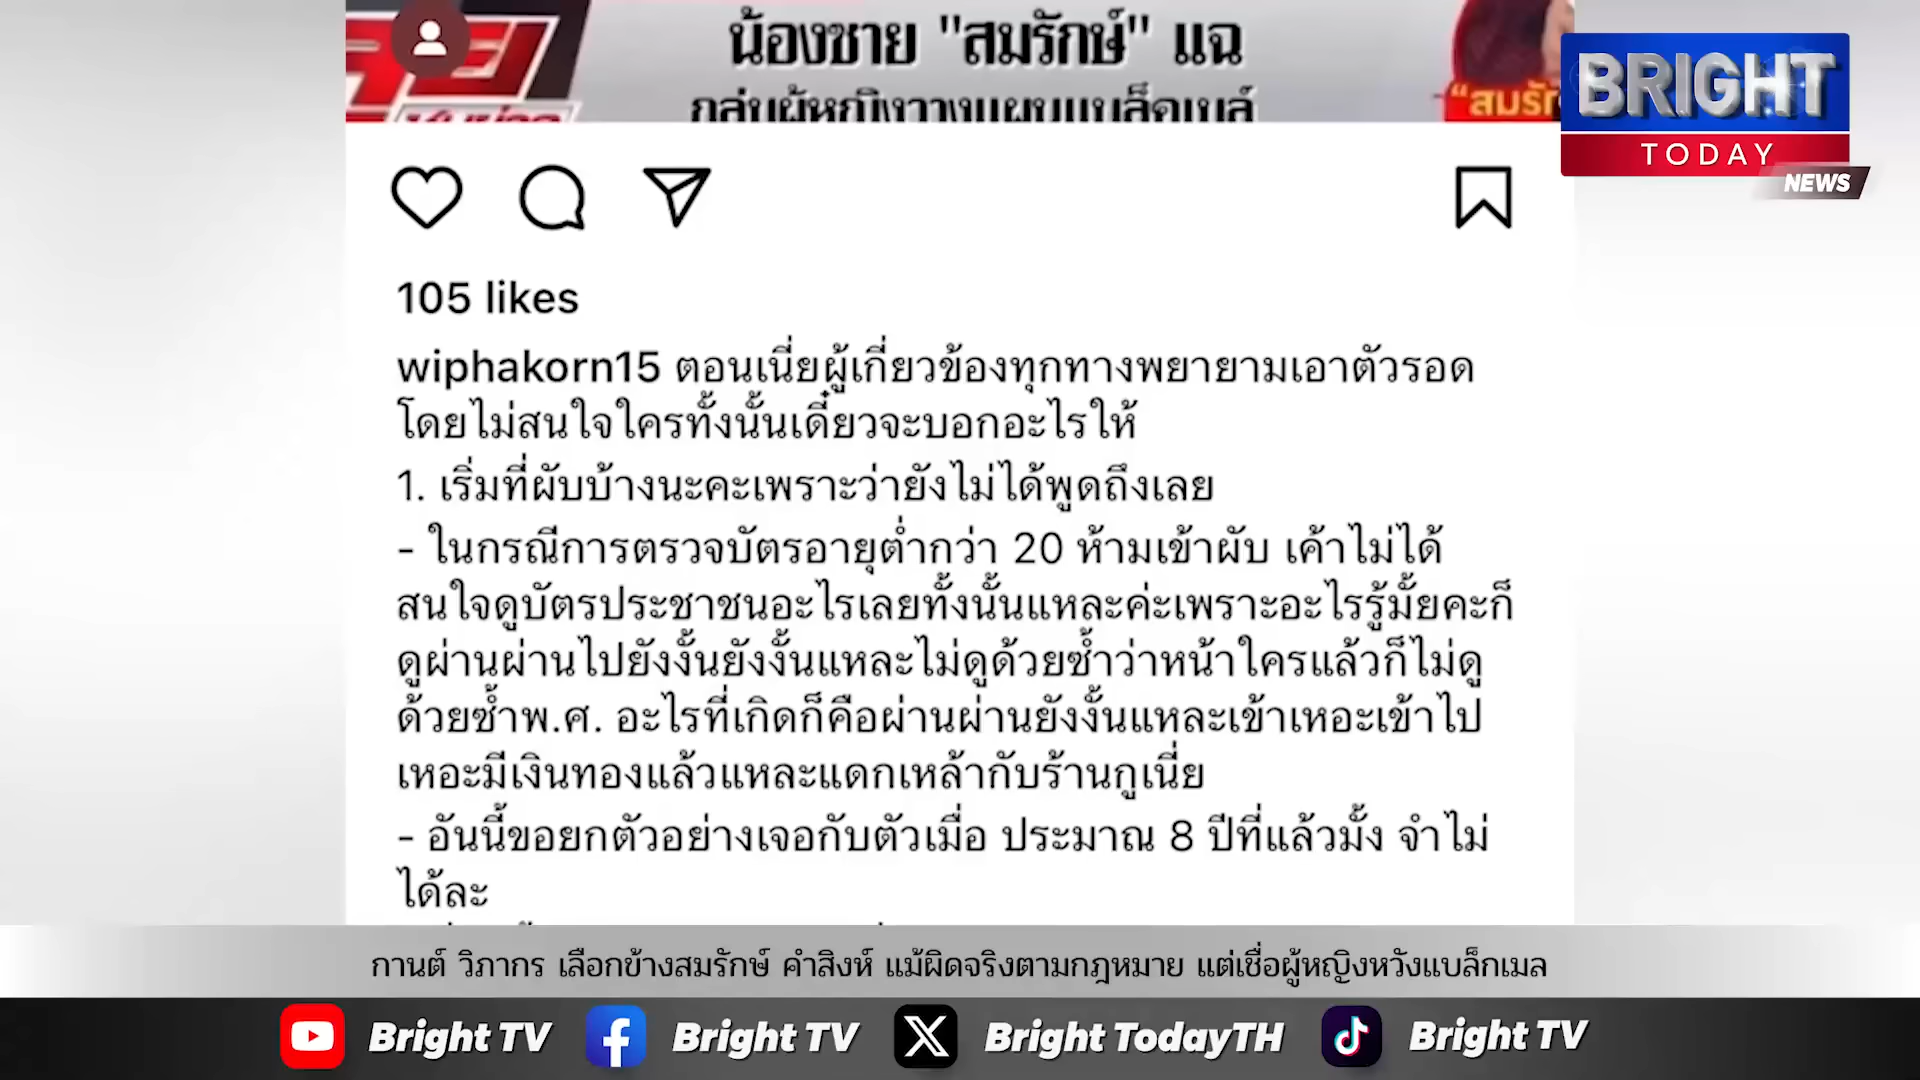 น้องชาย "สมรักษ์" แฉ
กลุ่มผู้หญิงวางแผนแบล็คเมล์
BRIGHT
TODAY
NEWS
105 likes
wiphakorn15 ตอนเนี่ยผู้เกี่ยวข้องทุกทางพยายามเอาตัวรอด
โดยไม่สนใจใครทั้งนั้นเดี๋ยวจะบอกอะไรให้
1. เริ่มที่ผับบ้างนะคะเพราะว่ายังไม่ได้พูดถึงเลย
- ในกรณีการตรวจบัตรอายุต่ำกว่า 20 ห้ามเข้าผับ เค้าไม่ได้
สนใจดูบัตรประชาชนอะไรเลยทั้งนั้นแหละค่ะเพราะอะไรรู้มั้ยคะก็
ดูผ่านผ่านไปยังงั้นยังงั้นแหละไม่ดูด้วยซ้ำว่าหน้าใครแล้วก็ไม่ดู
ด้วยซ้ำพ.ศ. อะไรที่เกิดก็คือผ่านผ่านยังงั้นแหละเข้าเหอะเข้าไป
เหอะมีเงินทองแล้วแหละแดกเหล้ากับร้านกูเนี่ย
- อันนี้ขอยกตัวอย่างเจอกับตัวเมื่อ ประมาณ 8 ปีที่แล้วมั้ง จำไม่
ได้ละ
กานต์ วิภากร เลือกข้างสมรักษ์ คำสิงห์ แม้ผิดจริงตามกฎหมาย แต่เชื่อผู้หญิงหวังแบล็กเมล
Bright TV Bright TV Bright TodayTH Bright TV